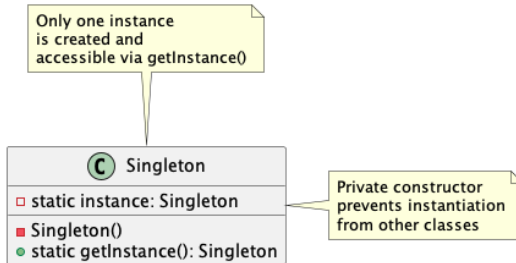 Only one instance
is created and
accessible via getInstance()
C Singleton
static instance: Singleton
Singleton()
static getInstance(): Singleton
Private constructor
prevents instantiation
from other classes